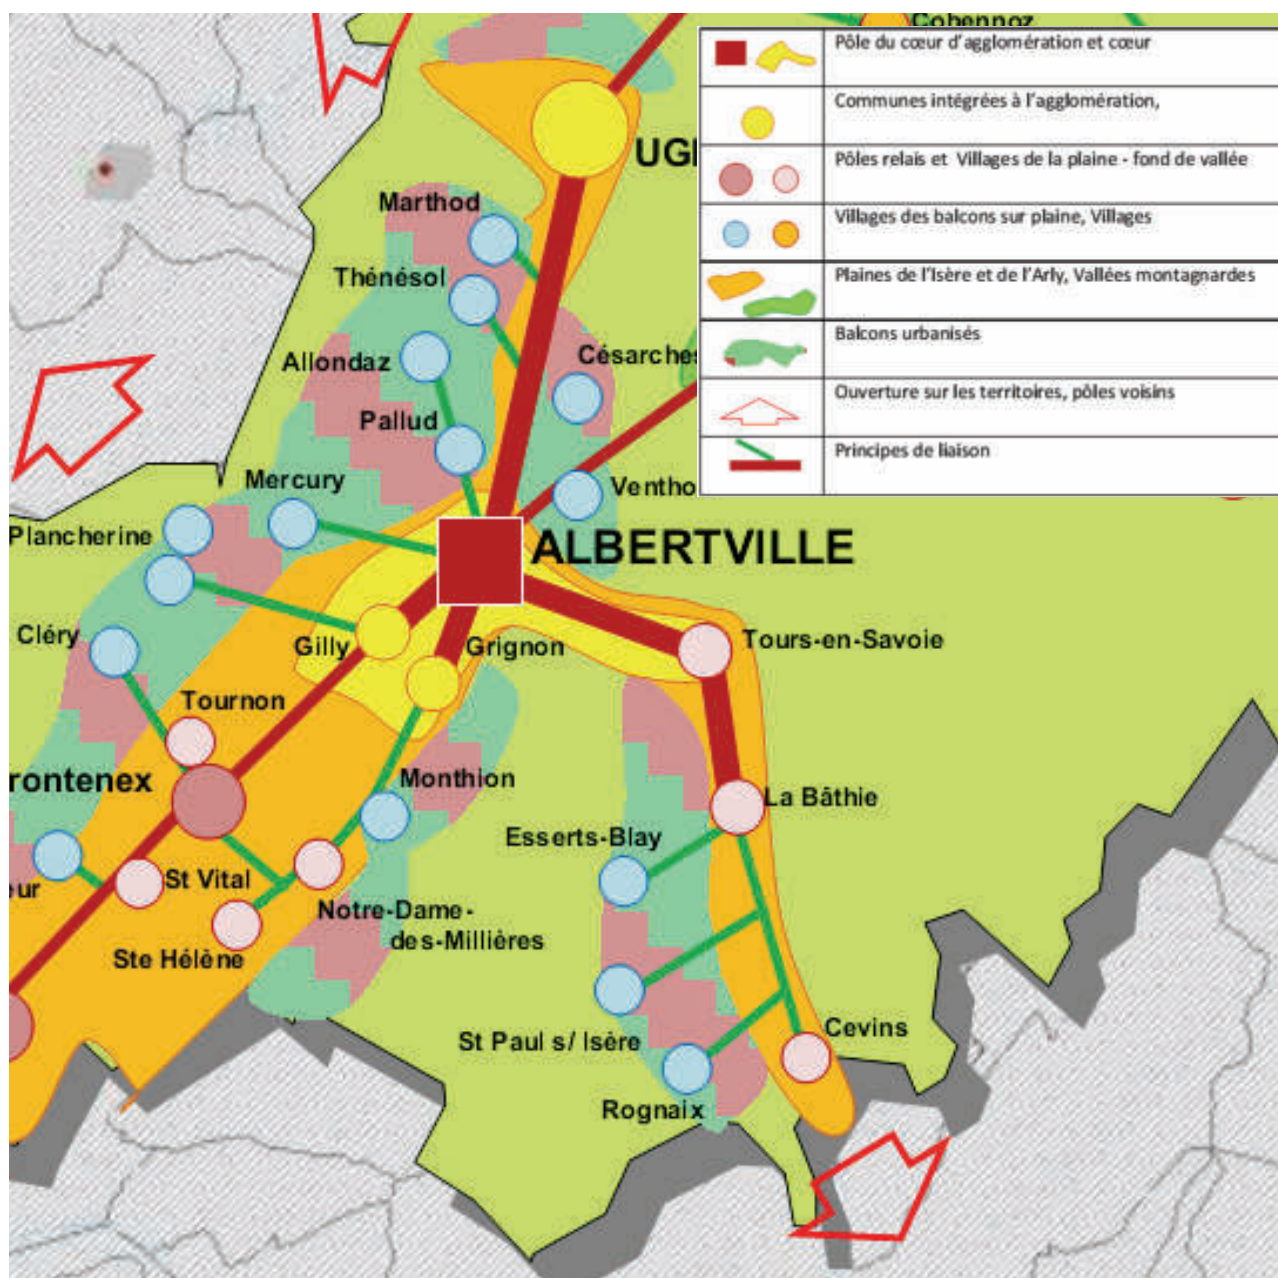 Cohennoz
Pôle du cœur d'agglomération et cœur
Communes intégrées à l'agglomération,
UGI
Pôles relais et Villages de la plaine - fond de vallée
Marthod
Villages des balcons sur plaine, Villages
Thénésol
Plaines de l'Isère et de l'Arly, Vallées montagnardes
Balcons urbanisés
Allondaz
Césarches
Ouverture sur les territoires, pôles voisins
Pallud
Principes de liaison
Mercury
Ventho
Plancherine
ALBERTVILLE
Cléry
Gilly
Grignon
Tours-en-Savoie
Tournon
rontenex
Monthion
La Bâthie
Esserts-Blay
St Vital
eur
Notre-Dame-
des-Millières
Ste Hélène
Cevins
St Paul s/ Isère
Rognaix